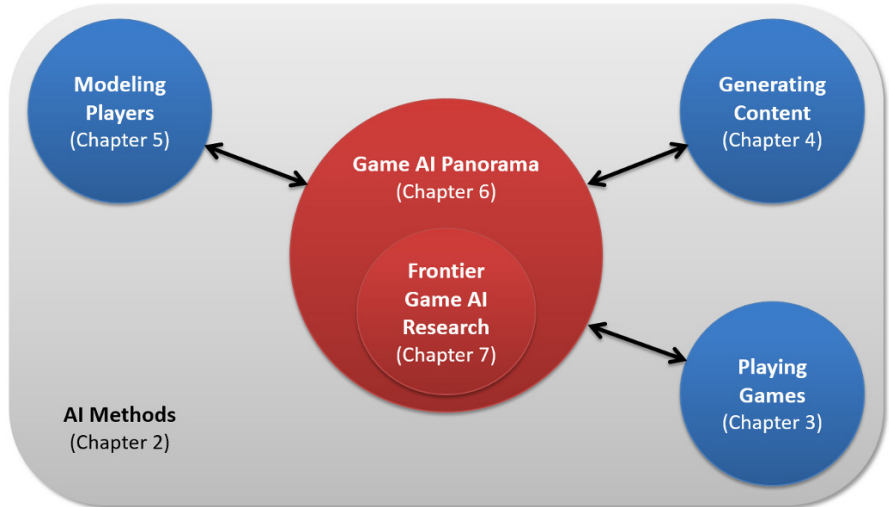 Modeling
Players
(Chapter 5)
Generating
Content
(Chapter 4)
Game AI Panorama
(Chapter 6)
Frontier
Game AI
Research
(Chapter 7)
Playing
Games
(Chapter 3)
AI Methods
(Chapter 2)